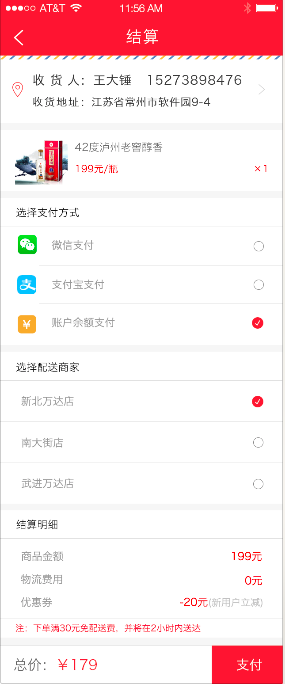 AT&T 11:56 AM
结算
收 货 人：王大锤 15273898476
收货地址：江苏省常州市软件园9-4
42度泸州老窖醇香
199元/瓶 ×1
选择支付方式
微信支付
支付宝支付
账户余额支付
选择配送商家
新北万达店
南大街店
武进万达店
结算明细
商品金额 199元
物流费用 0元
优惠券 -20元(新用户立减)
注：下单满30元免配送费，并将在2小时内送达
总价：￥179 支付